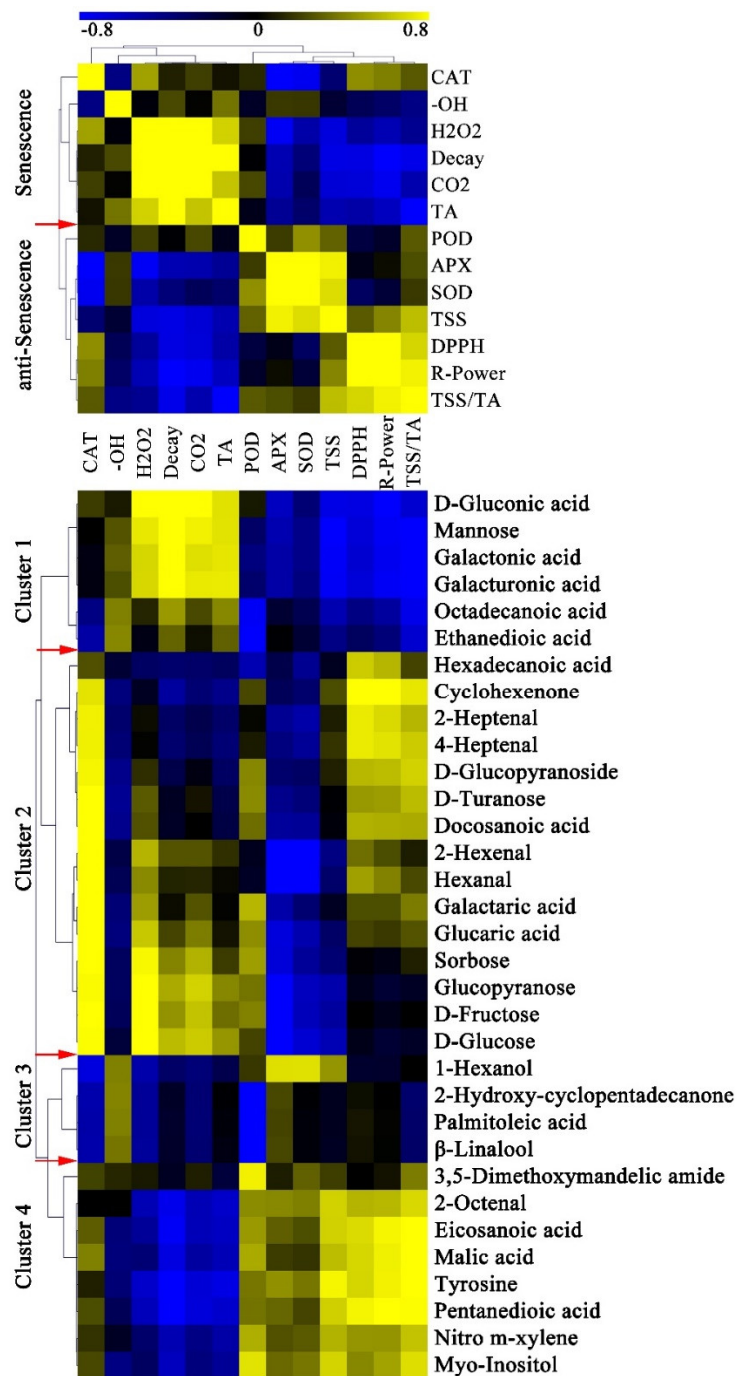 -0.8 0 0.8
Senescence
anti-Senescence
CAT
-OH
H2O2
Decay
CO2
TA
POD
APX
SOD
TSS
DPPH
R-Power
TSS/TA
CAT -OH H2O2 Decay CO2 TA POD APX SOD TSS DPPH R-Power TSS/TA
Cluster 1
D-Gluconic acid
Mannose
Galactonic acid
Galacturonic acid
Octadecanoic acid
Ethanedioic acid
Cluster 2
Hexadecanoic acid
Cyclohexenone
2-Heptenal
4-Heptenal
D-Glucopyranoside
D-Turanose
Docosanoic acid
2-Hexenal
Hexanal
Galactaric acid
Glucaric acid
Sorbose
Glucopyranose
D-Fructose
D-Glucose
Cluster 3
1-Hexanol
2-Hydroxy-cyclopentadecanone
Palmitoleic acid
β-Linalool
Cluster 4
3,5-Dimethoxymandelic amide
2-Octenal
Eicosanoic acid
Malic acid
Tyrosine
Pentanedioic acid
Nitro m-xylene
Myo-Inositol